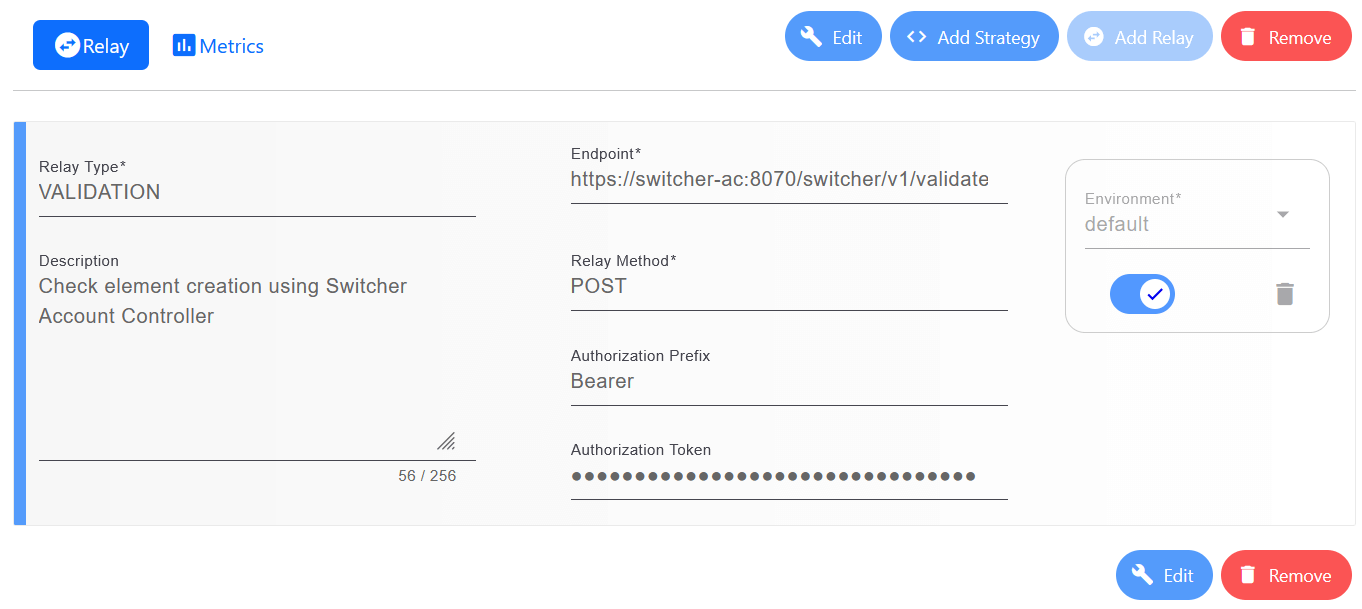 Relay
Metrics
Edit
Add Strategy
Add Relay
Remove
Relay Type*
VALIDATION
Description
Check element creation using Switcher
Account Controller
56 / 256
Endpoint*
https://switcher-ac:8070/switcher/v1/validate
Relay Method*
POST
Authorization Prefix
Bearer
Authorization Token
••••••••••••••••••••••••••••••••
Environment*
default
Edit
Remove